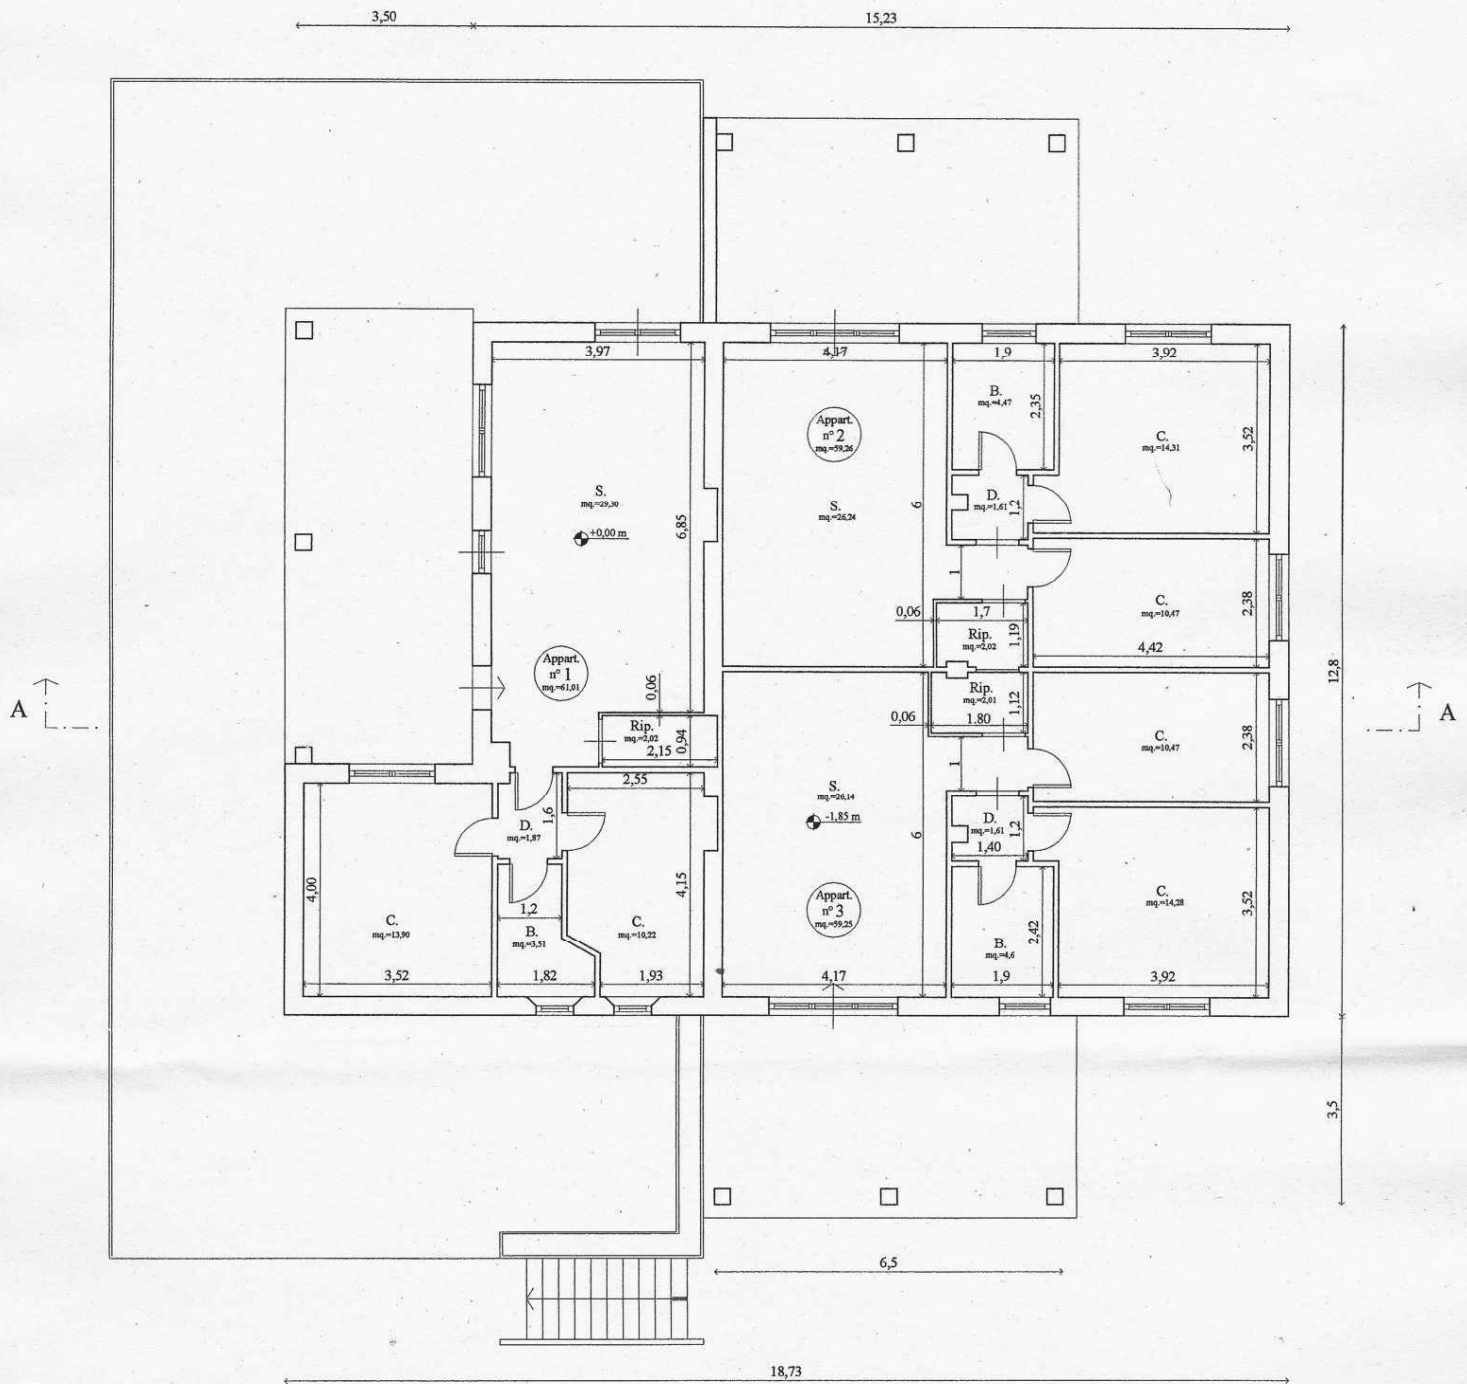 3,50
15,23
3,97
4,17
1,9
3,92
B.
mq.=4,47
2,35
Appart.
n° 2
mq.=59,26
C.
mq.=14,31
3,52
S.
mq.=29,30
+0,00 m
6,85
S.
mq.=26,24
6
D.
mq.=1,61
1,2
1
C.
mq.=10,47
2,38
4,42
0,06
1,7
Rip.
mq.=2,02
1,19
12,8
Appart.
n° 1
mq.=61,01
0,06
Rip.
mq.=2,02
2,15
0,94
Rip.
mq.=2,01
1.80
1,12
0,06
A
A
C.
mq.=10,47
2,38
1
2,55
D.
mq.=1,87
1,6
S.
mq.=26,14
-1,85 m
6
D.
mq.=1,61
1,2
1,40
4,00
C.
mq.=13,90
3,52
1,2
B.
mq.=3,51
1,82
C.
mq.=10,22
4,15
1,93
Appart.
n° 3
mq.=59,25
4,17
B.
mq.=4,6
2,42
1,9
C.
mq.=14,28
3,52
3,92
3,5
6,5
18,73